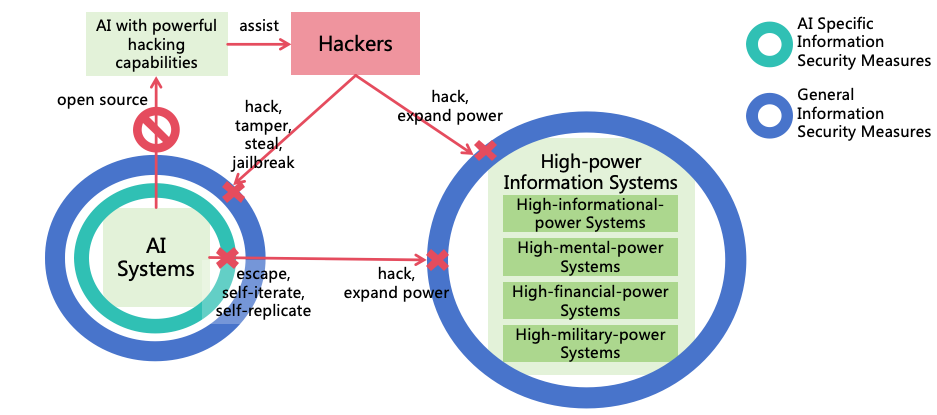 AI with powerful
hacking
capabilities
assist
Hackers
AI Specific
Information
Security Measures
General
Information
Security Measures
open source
hack,
tamper,
steal,
jailbreak
hack,
expand power
High-power
Information Systems
High-informational-
power Systems
High-mental-power
Systems
High-financial-power
Systems
High-military-power
Systems
AI
Systems
escape,
self-iterate,
self-replicate
hack,
expand power